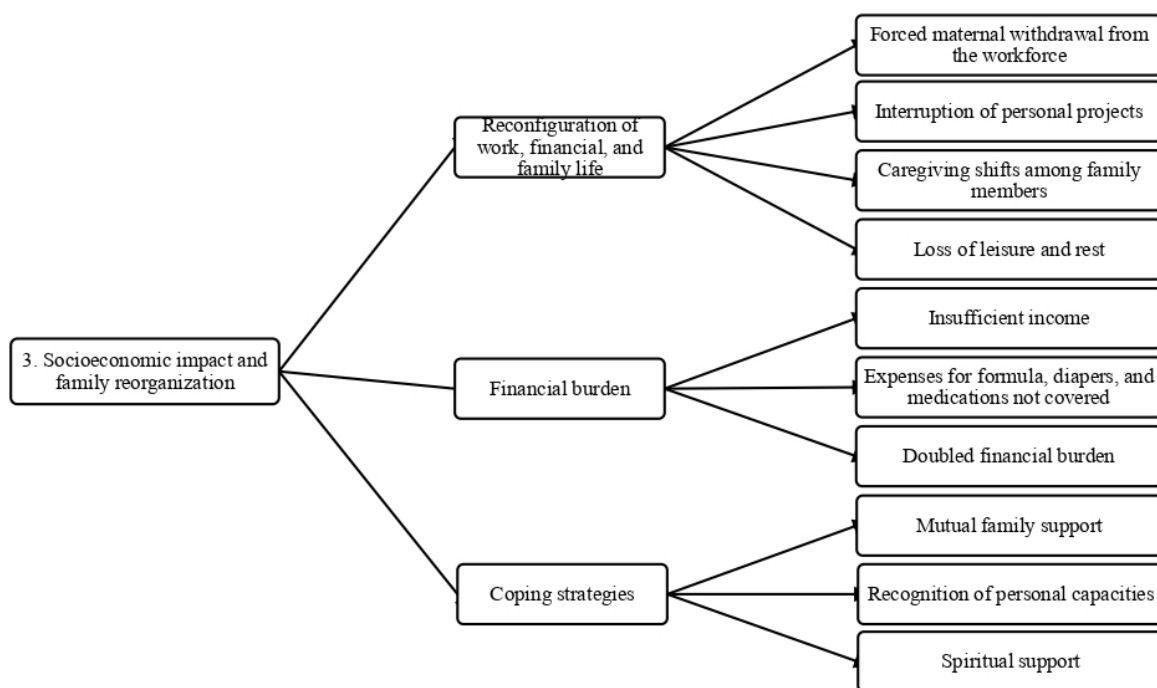 3. Socioeconomic impact and
family reorganization
Reconfiguration of
work, financial, and
family life
Forced maternal withdrawal from
the workforce
Interruption of personal projects
Caregiving shifts among family
members
Loss of leisure and rest
Financial burden
Insufficient income
Expenses for formula, diapers, and
medications not covered
Doubled financial burden
Coping strategies
Mutual family support
Recognition of personal capacities
Spiritual support